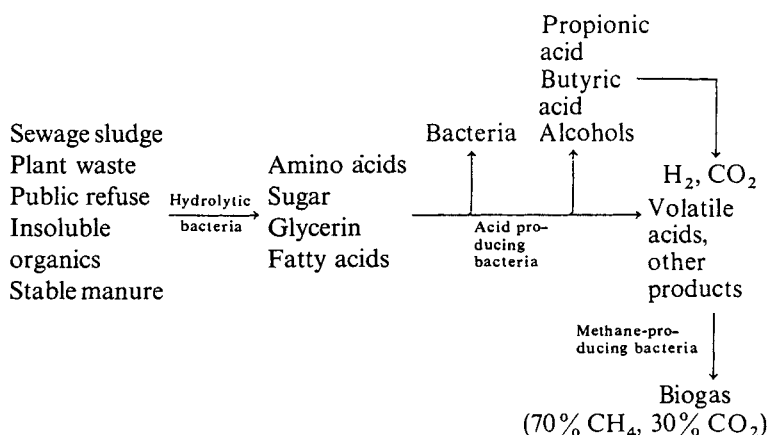 Propionic
acid
Butyric
acid
Alcohols
Bacteria
Sewage sludge
Plant waste
Public refuse
Insoluble
organics
Stable manure
Hydrolytic
bacteria
Amino acids
Sugar
Glycerin
Fatty acids
Acid pro-
ducing
bacteria
H₂, CO₂
Volatile
acids,
other
products
Methane-pro-
ducing bacteria
Biogas
(70% CH₄, 30% CO₂)